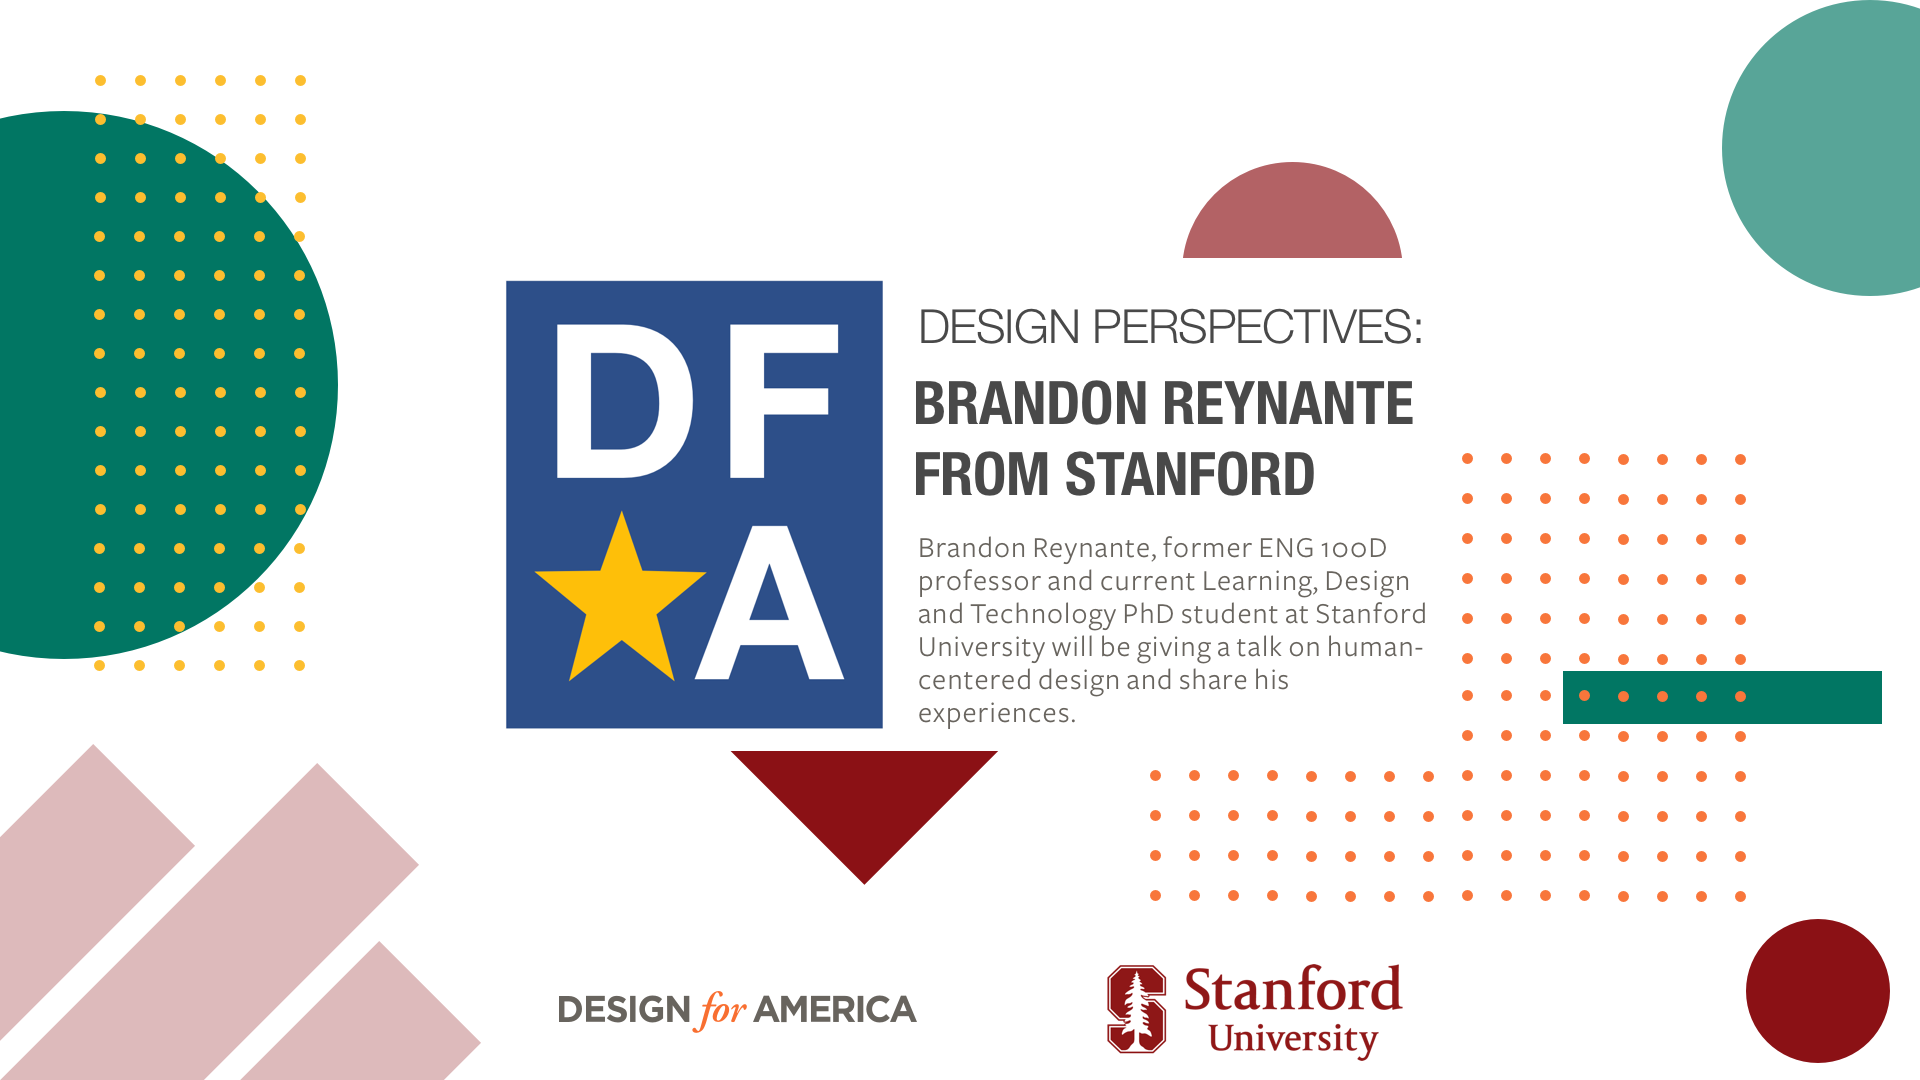 DF
A
DESIGN PERSPECTIVES:
BRANDON REYNANTE
FROM STANFORD
Brandon Reynante, former ENG 100D
professor and current Learning, Design
and Technology PhD student at Stanford
University will be giving a talk on human-
centered design and share his
experiences.
DESIGN for AMERICA
Stanford
University